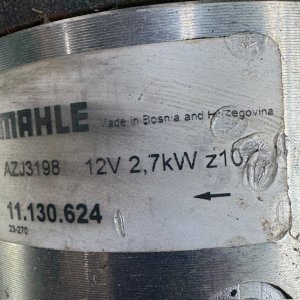 MAHLE Made in Bosnia and Herzegovina
AZJ3198 12V 2,7kW z10
11.130.624
23-270